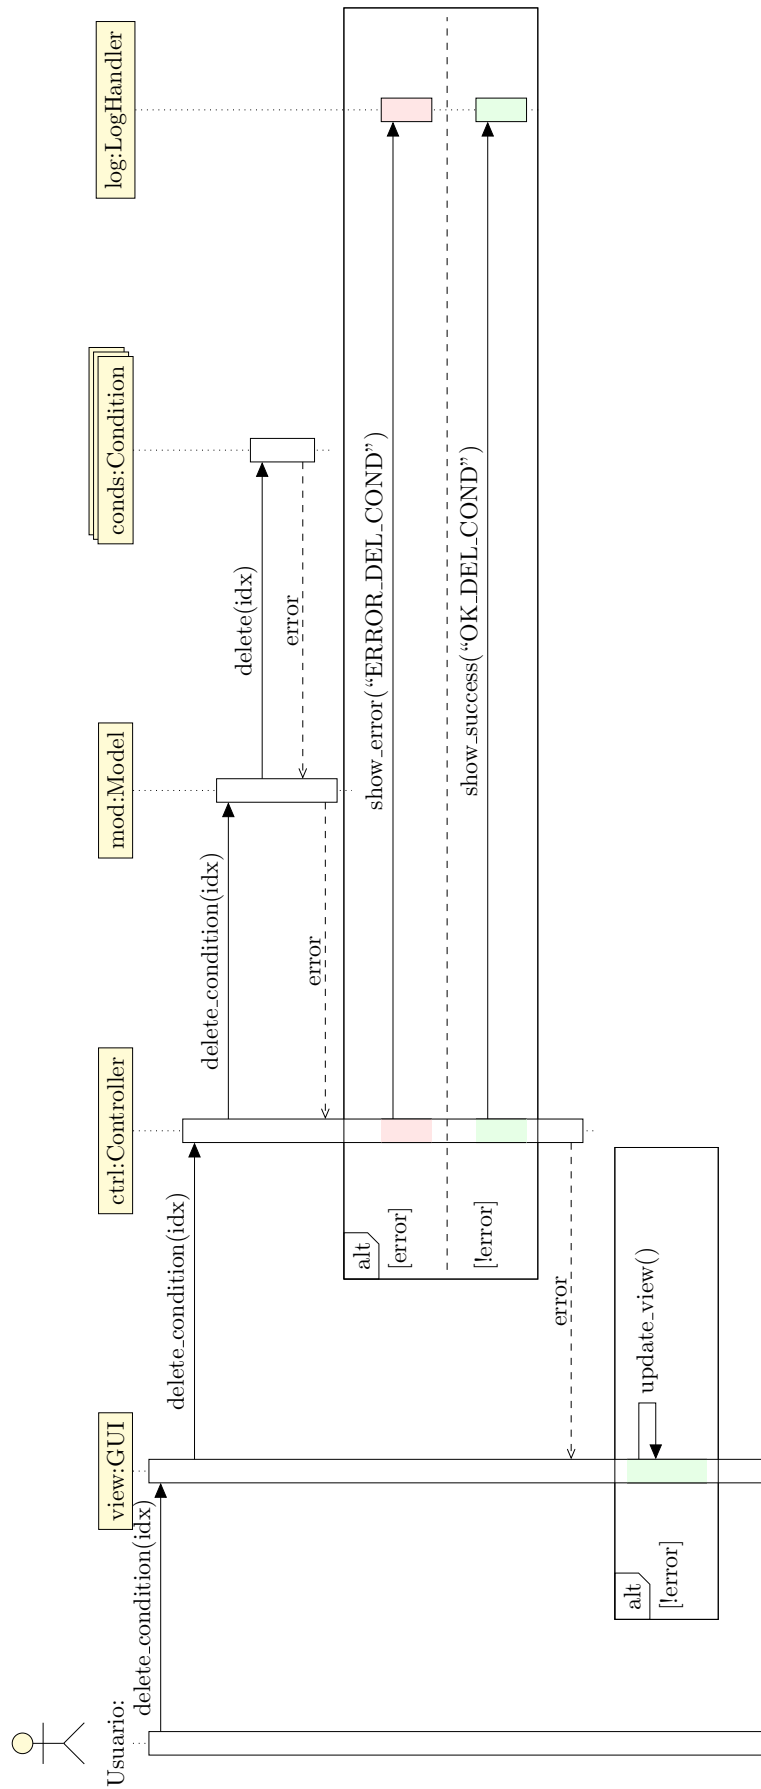 Usuario:
view:GUI
ctrl:Controller
mod:Model
conds:Condition
log:LogHandler
delete_condition(idx)
delete_condition(idx)
delete_condition(idx)
delete(idx)
error
error
alt
[error]
show_error(“ERROR_DEL_COND”)
[!error]
show_success(“OK_DEL_COND”)
error
alt
[!error]
update_view()